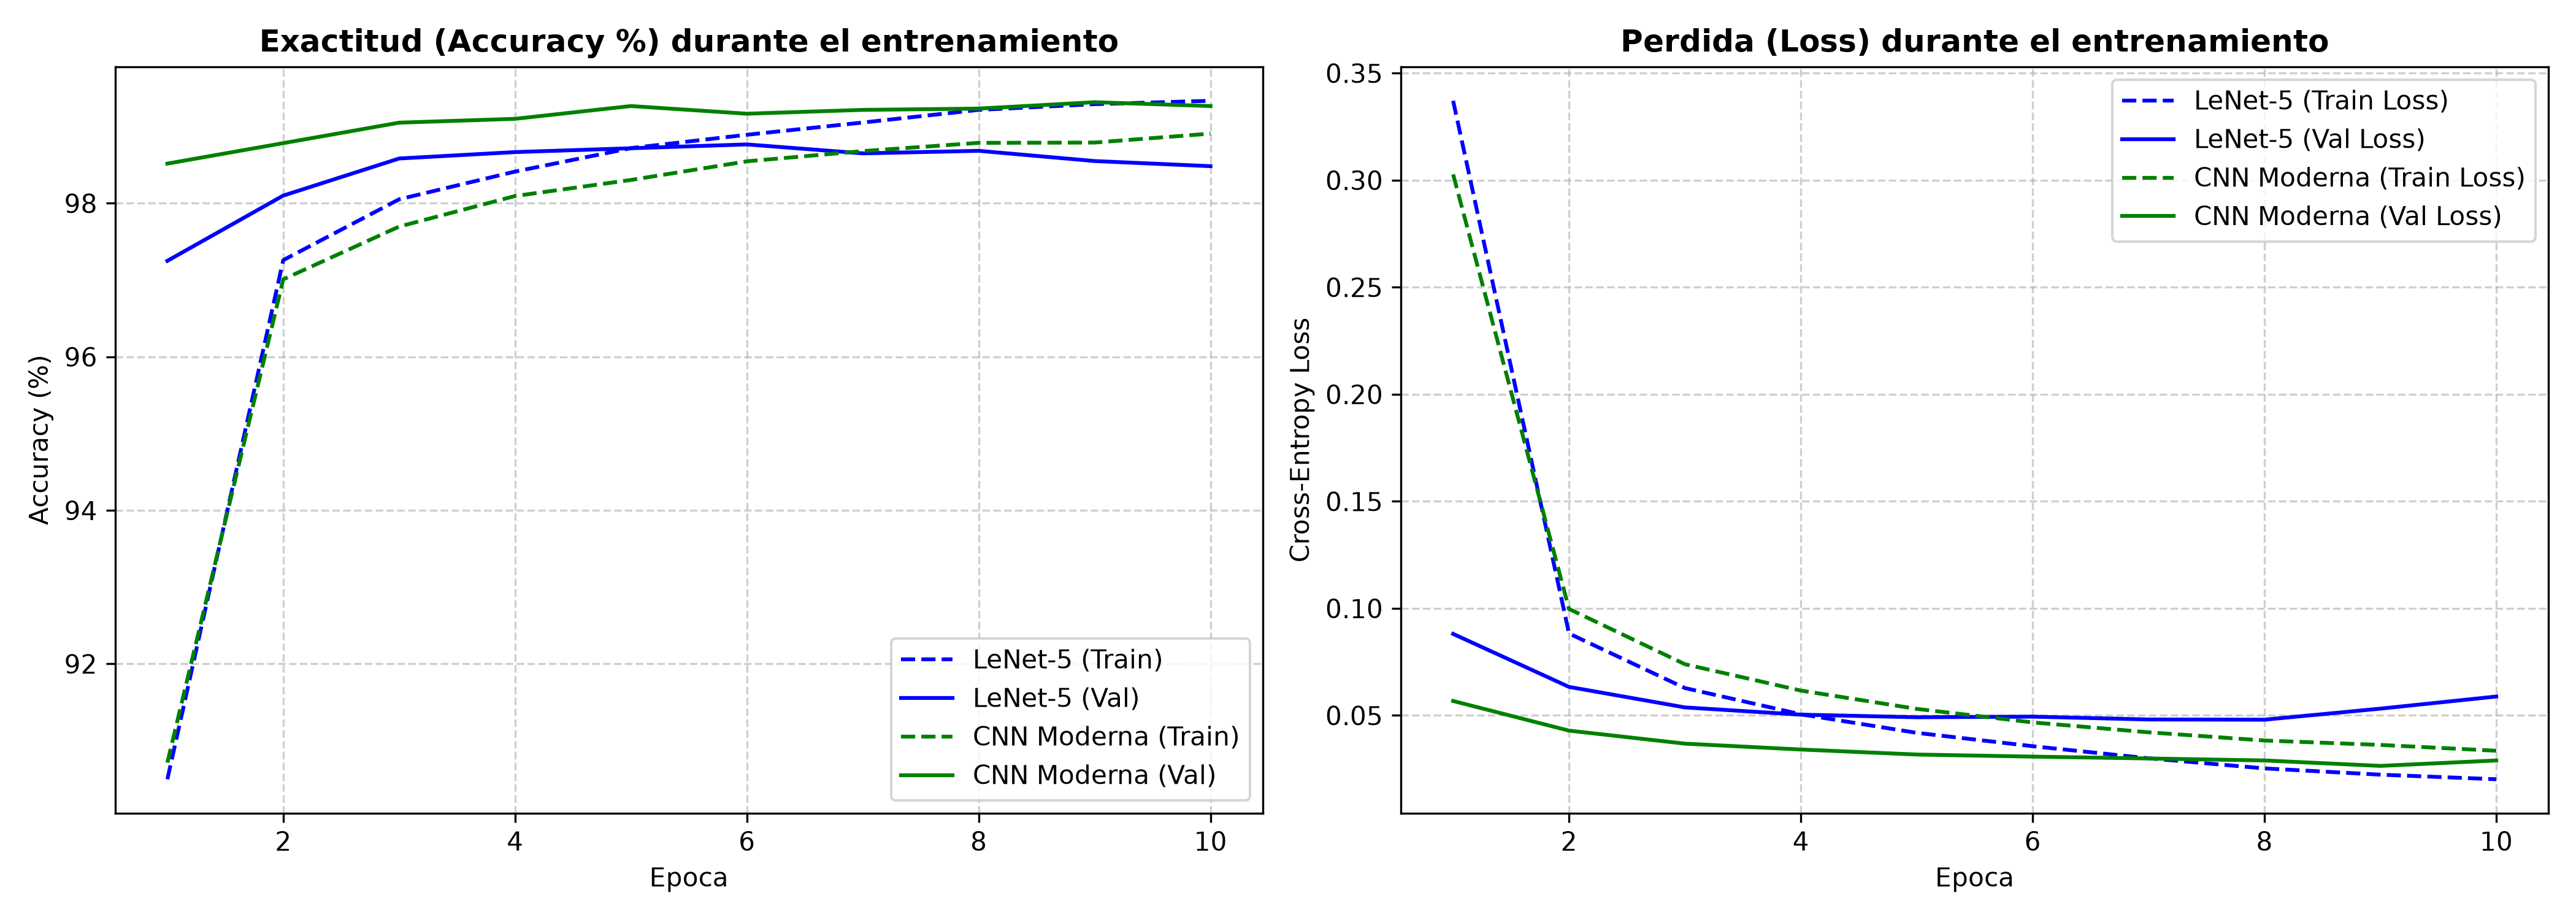 Exactitud (Accuracy %) durante el entrenamiento
Accuracy (%)
98
96
94
92
2
4
6
8
10
Epoca
LeNet-5 (Train)
LeNet-5 (Val)
CNN Moderna (Train)
CNN Moderna (Val)
Perdida (Loss) durante el entrenamiento
Cross-Entropy Loss
0.35
0.30
0.25
0.20
0.15
0.10
0.05
2
4
6
8
10
Epoca
LeNet-5 (Train Loss)
LeNet-5 (Val Loss)
CNN Moderna (Train Loss)
CNN Moderna (Val Loss)